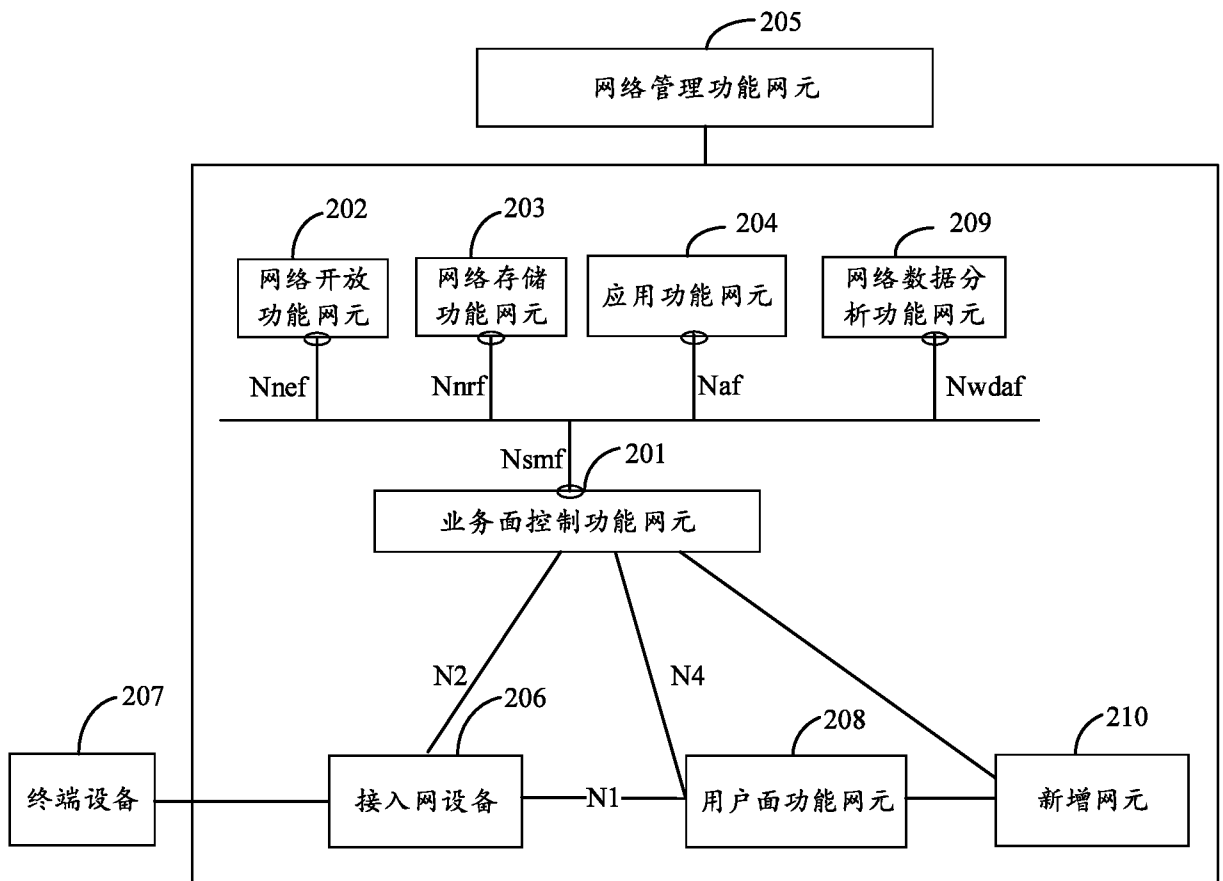 205
网络管理功能网元
202
203
204
209
网络开放
功能网元
网络存储
功能网元
应用功能网元
网络数据分
析功能网元
Nnef
Nnrf
Naf
Nwdaf
Nsmf
201
业务面控制功能网元
N2
N4
207
206
208
210
终端设备
接入网设备
N1
用户面功能网元
新增网元